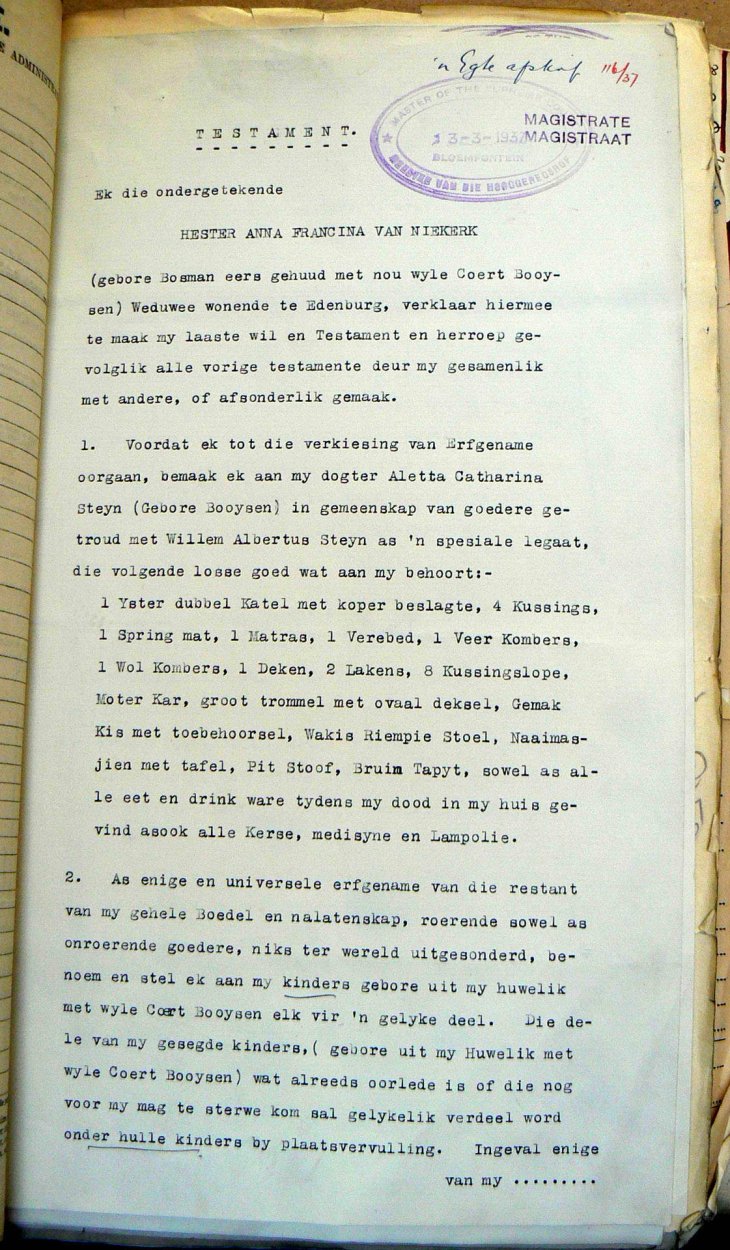 E ADMINISTRA
'n Egte afskrif 116/37
MASTER OF THE
MAGISTRATE
MAGISTRAAT
3-3-1937
BLOEMFONTEIN
MEESTER VAN DIE HOOGGEREGSHOF
TESTAMENT.
Ek die ondergetekende
HESTER ANNA FRANCINA VAN NIEKERK
(gebore Bosman eers gehuud met nou wyle Coert Booy-
sen) Weduwee wonende te Edenburg, verklaar hiermee
te maak my laaste wil en Testament en herroep ge-
volglik alle vorige testamente deur my gesamenlik
met andere, of afsonderlik gemaak.
1. Voordat ek tot die verkiesing van Erfgename
oorgaan, bemaak ek aan my dogter Aletta Catharina
Steyn (Gebore Booysen) in gemeenskap van goedere ge-
troud met Willem Albertus Steyn as 'n spesiale legaat,
die volgende losse goed wat aan my behoort:-
1 Yster dubbel Katel met koper beslagte, 4 Kussings,
1 Spring mat, 1 Matras, 1 Verebed, 1 Veer Kombers,
1 Wol Kombers, 1 Deken, 2 Lakens, 8 Kussingslope,
Moter Kar, groot trommel met ovaal deksel, Gemak
Kis met toebehoorsel, Wakis Riempie Stoel, Naaimas-
jien met tafel, Pit Stoof, Bruin Tapyt, sowel as al-
le eet en drink ware tydens my dood in my huis ge-
vind asook alle Kerse, medisyne en Lampolie.
2. As enige en universele erfgename van die restant
van my gehele Boedel en nalatenskap, roerende sowel as
onroerende goedere, niks ter wereld uitgesonderd, be-
noem en stel ek aan my kinders gebore uit my huwelik
met wyle Coert Booysen elk vir 'n gelyke deel. Die de-
le van my gesegde kinders,( gebore uit my Huwelik met
wyle Coert Booysen) wat alreeds oorlede is of die nog
voor my mag te sterwe kom sal gelykelik verdeel word
onder hulle kinders by plaatsvervulling. Ingeval enige
van my .........